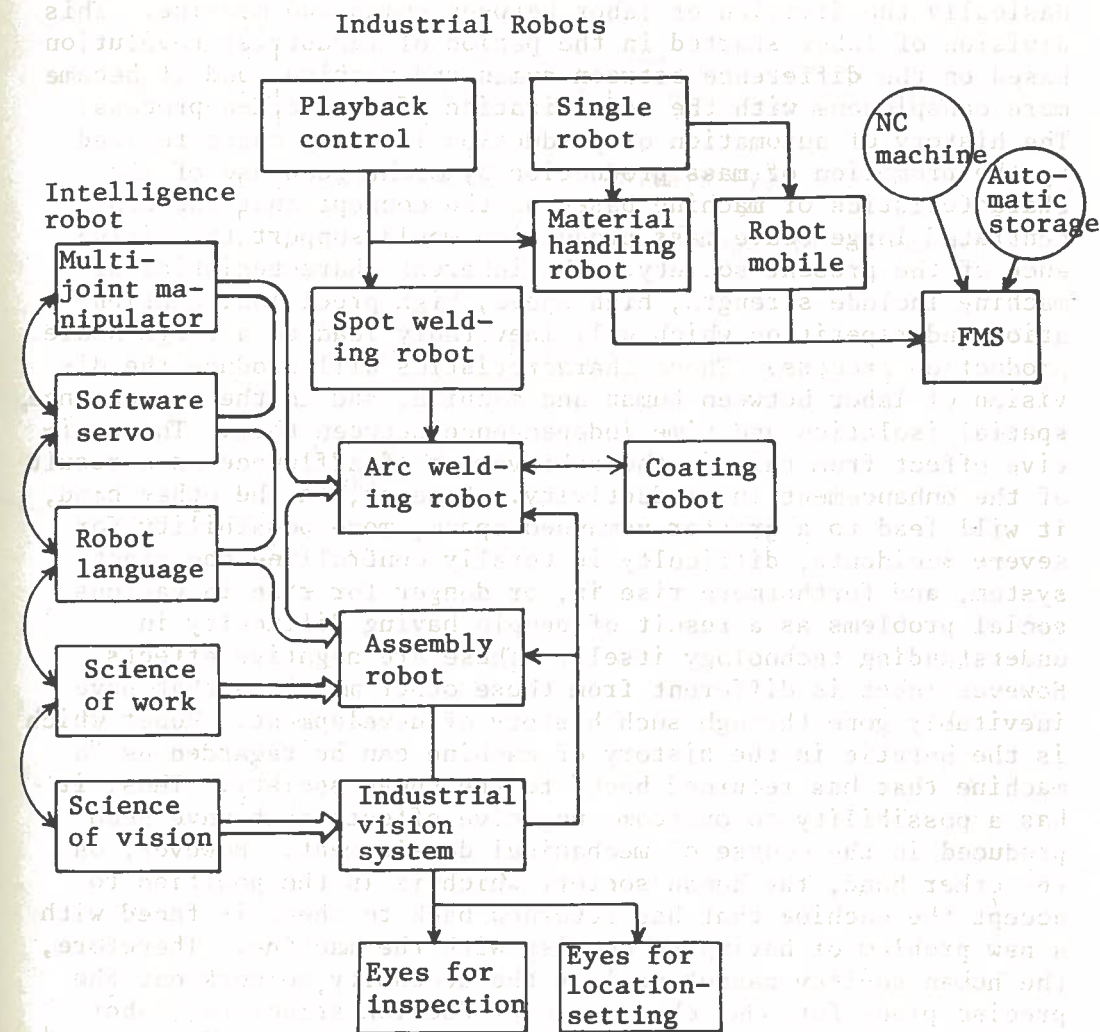 Industrial Robots
Playback
control
Single
robot
NC
machine
Auto-
matic
storage
Intelligence
robot
Multi-
joint ma-
nipulator
Material
handling
robot
Robot
mobile
Spot weld-
ing robot
FMS
Software
servo
Arc weld-
ing robot
Coating
robot
Robot
language
Assembly
robot
Science
of work
Science
of vision
Industrial
vision
system
Eyes for
inspection
Eyes for
location-
setting